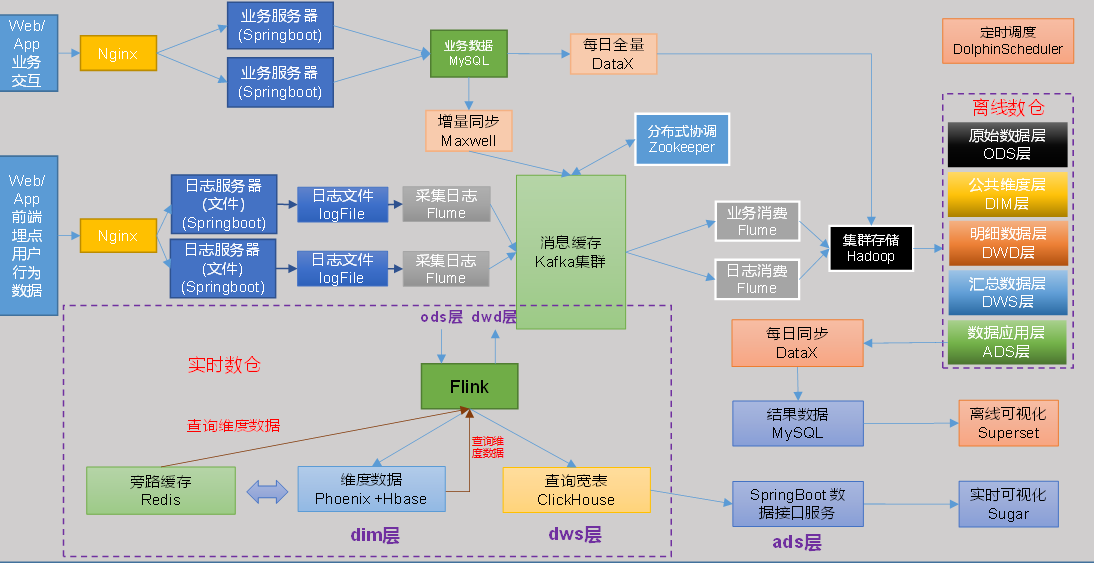 Web/
App
业务
交互
Nginx
业务服务器
(Springboot)
业务服务器
(Springboot)
业务数据
MySQL
每日全量
DataX
定时调度
DolphinScheduler
增量同步
Maxwell
分布式协调
Zookeeper
离线数仓
原始数据层
ODS层
公共维度层
DIM层
明细数据层
DWD层
汇总数据层
DWS层
数据应用层
ADS层
Web/
App
前端
埋点
用户
行为
数据
Nginx
日志服务器
(文件)
(Springboot)
日志服务器
(文件)
(Springboot)
日志文件
logFile
日志文件
logFile
采集日志
Flume
采集日志
Flume
消息缓存
Kafka集群
业务消费
Flume
日志消费
Flume
集群存储
Hadoop
ods层 dwd层
实时数仓
Flink
查询维度数据
查询维
度数据
旁路缓存
Redis
维度数据
Phoenix +Hbase
查询宽表
ClickHouse
dim层
dws层
每日同步
DataX
结果数据
MySQL
离线可视化
Superset
SpringBoot 数
据接口服务
实时可视化
Sugar
ads层